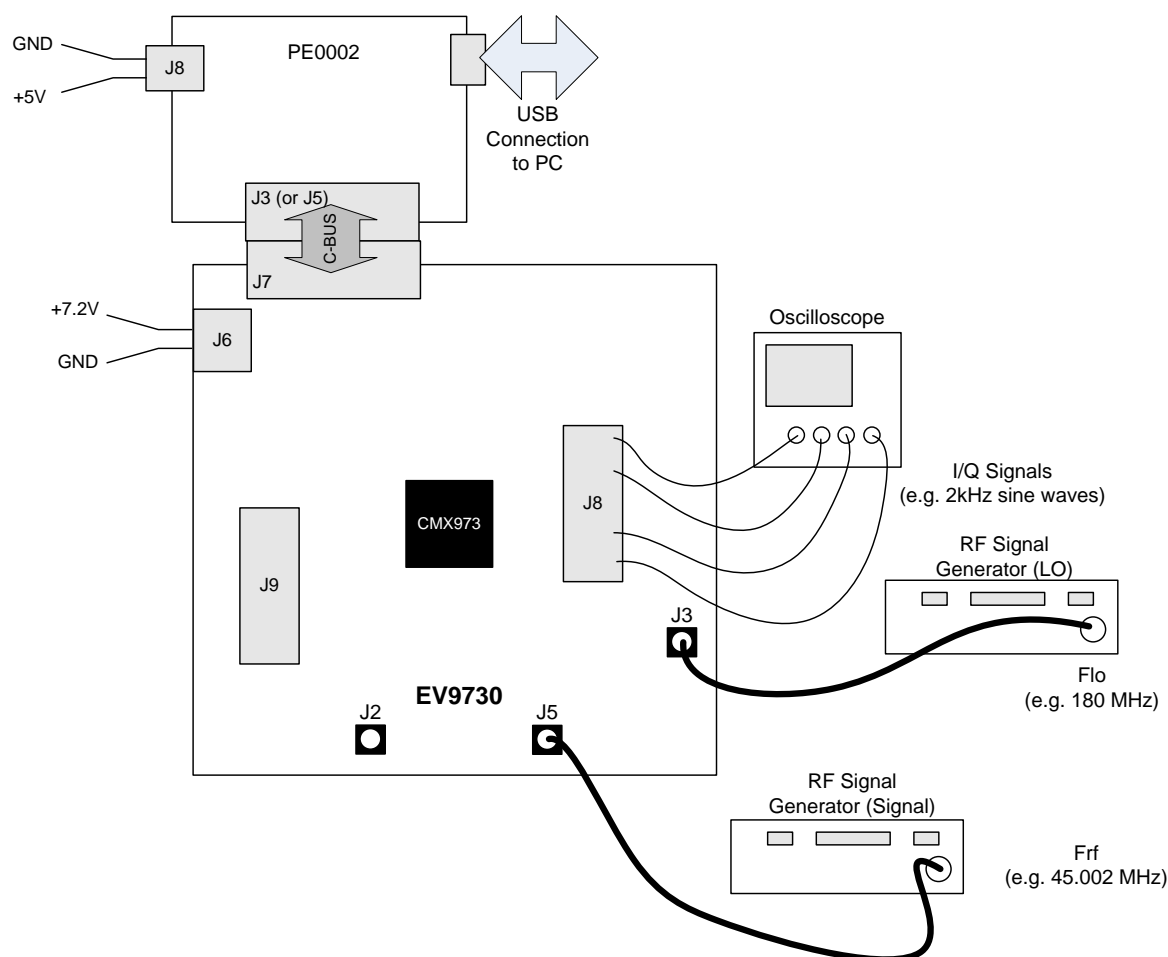 GND
+5V
J8
PE0002
USB
Connection
to PC
J3 (or J5)
C-BUS
J7
+7.2V
GND
J6
Oscilloscope
CMX973
J8
J9
I/Q Signals
(e.g. 2kHz sine waves)
RF Signal
Generator (LO)
J3
Flo
(e.g. 180 MHz)
EV9730
J2
J5
RF Signal
Generator (Signal)
Frf
(e.g. 45.002 MHz)